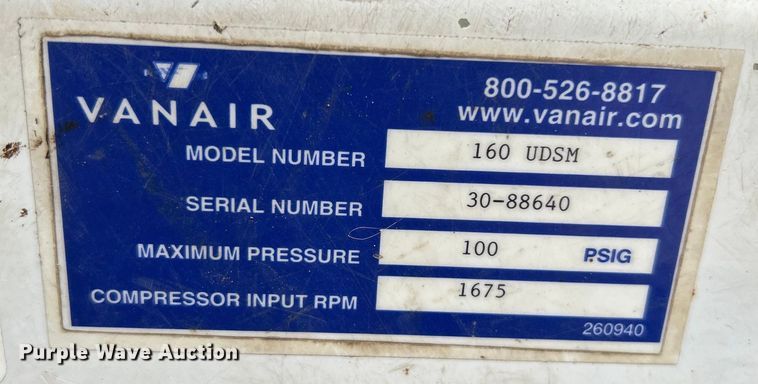 VANAIR
800-526-8817
www.vanair.com
MODEL NUMBER 160 UDSM
SERIAL NUMBER 30-88640
MAXIMUM PRESSURE 100 PSIG
COMPRESSOR INPUT RPM 1675
260940
Purple Wave Auction